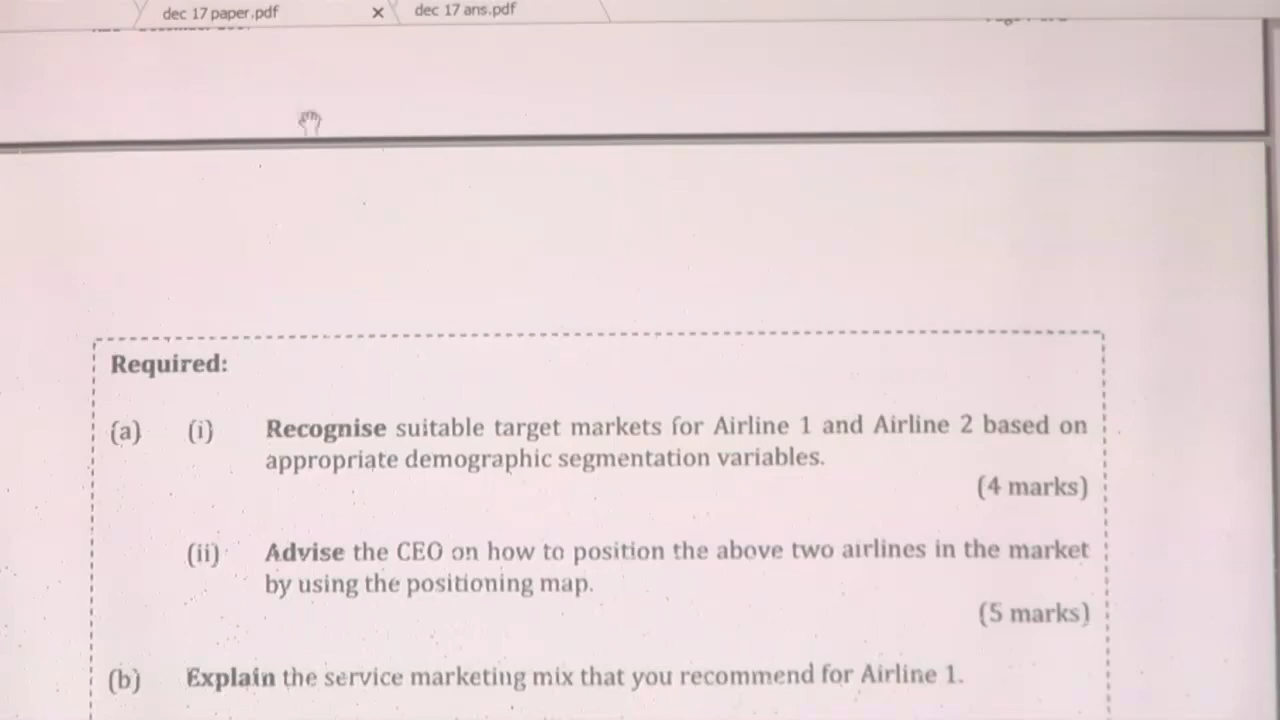 dec 17 paper.pdf
dec 17 ans.pdf
Required:
(a) (i) Recognise suitable target markets for Airline 1 and Airline 2 based on
appropriate demographic segmentation variables.
(4 marks)
(ii) Advise the CEO on how to position the above two airlines in the market
by using the positioning map.
(5 marks)
(b) Explain the service marketing mix that you recommend for Airline 1.